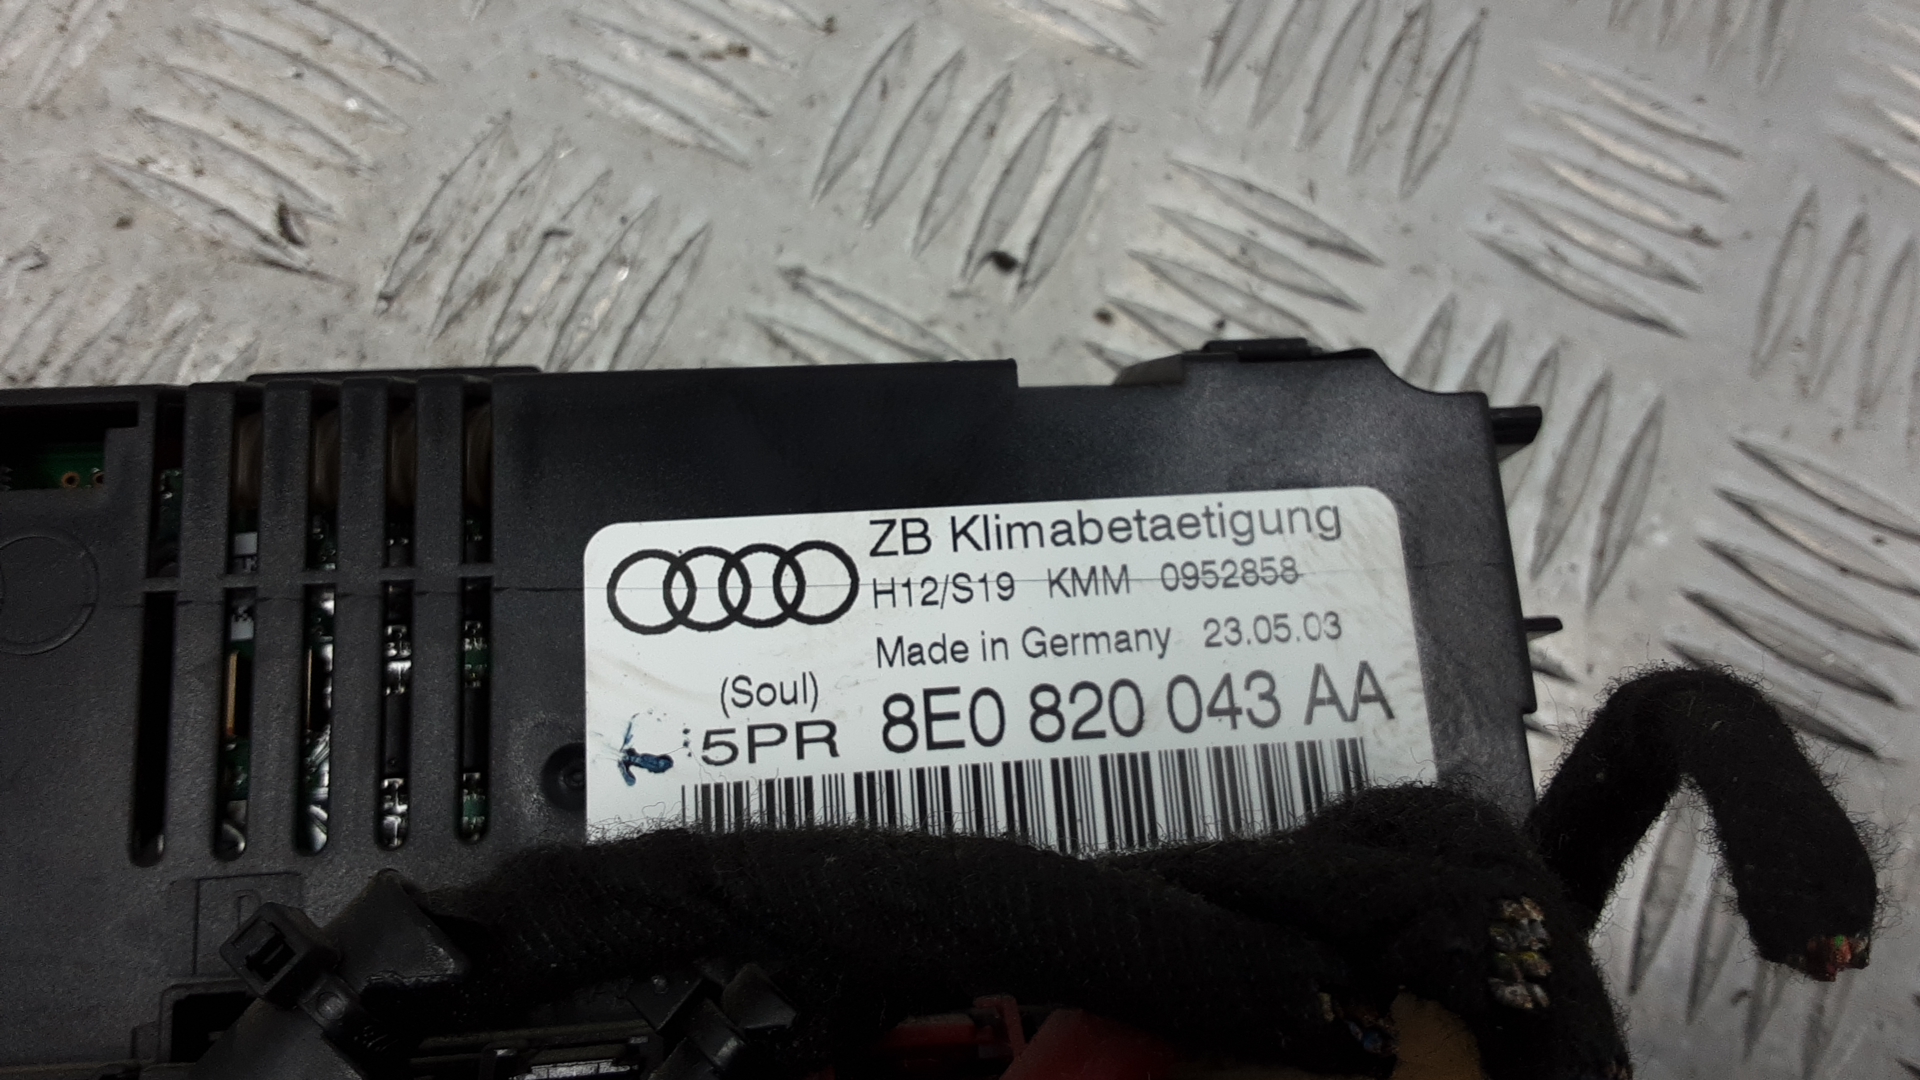 ZB Klimabetaetigung
H12/S19 KMM 0952858
Made in Germany 23.05.03
(Soul)
5PR 8E0 820 043 AA